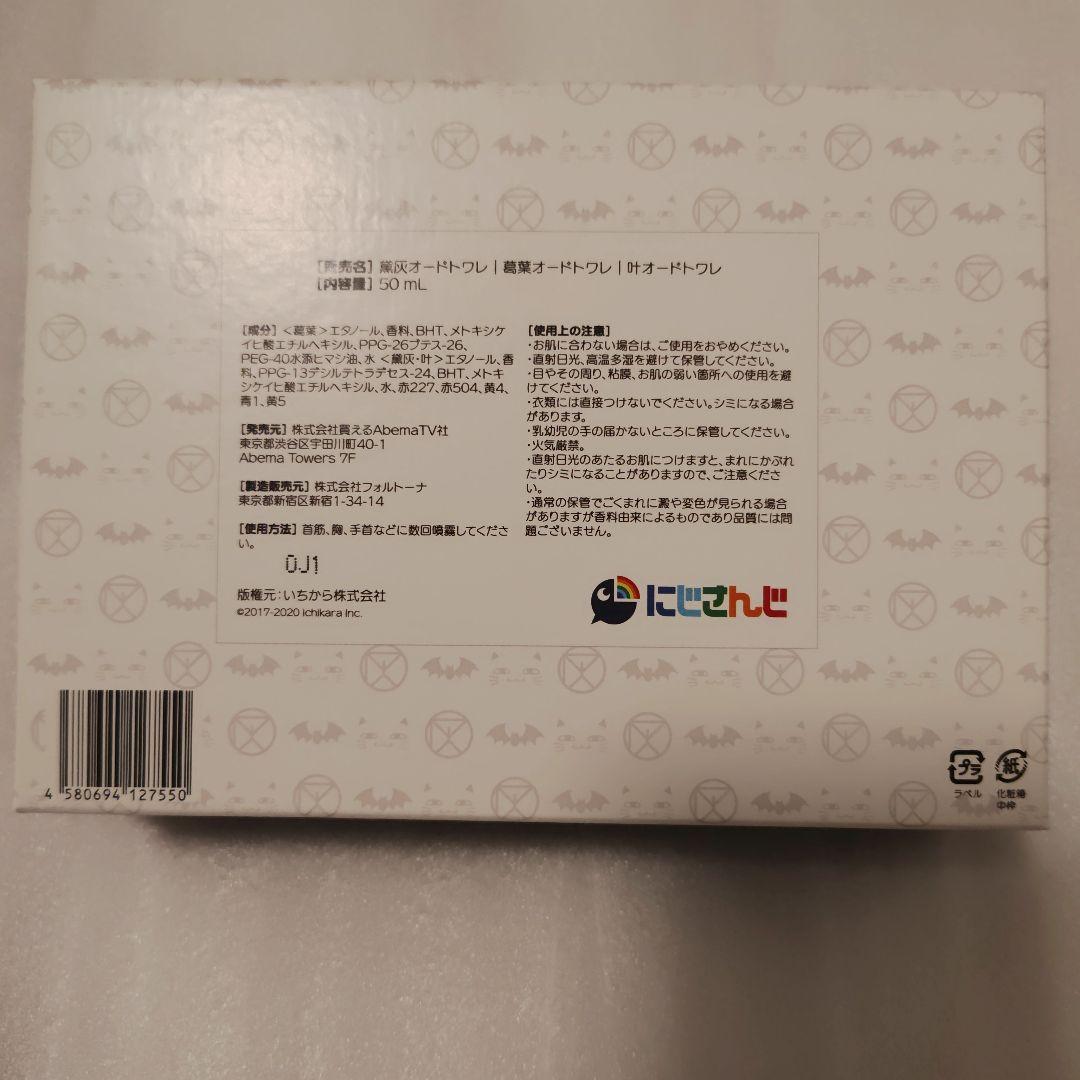 [販売名] 黛灰オードトワレ | 葛葉オードトワレ | 叶オードトワレ
[内容量] 50 mL
[成分] <葛葉>エタノール、香料、BHT、メトキシケ
イヒ酸エチルヘキシル、PPG-26ブテス-26、
PEG-40水添ヒマシ油、水 <黛灰・叶>エタノール、香
料、PPG-13デシルテトラデセス-24、BHT、メトキ
シケイヒ酸エチルヘキシル、水、赤227、赤504、黄4、
青1、黄5
[発売元] 株式会社買えるAbemaTV社
東京都渋谷区宇田川町40-1
Abema Towers 7F
[製造販売元] 株式会社フォルトーナ
東京都新宿区新宿1-34-14
[使用方法] 首筋、胸、手首などに数回噴霧してくださ
い。
0J1
版権元:いちから株式会社
©2017-2020 ichikara Inc.
[使用上の注意]
・お肌に合わない場合は、ご使用をおやめください。
・直射日光、高温多湿を避けて保管してください。
・目やその周り、粘膜、お肌の弱い箇所への使用を避
けてください。
・衣類には直接つけないでください。シミになる場合
があります。
・乳幼児の手の届かないところに保管してください。
・火気厳禁。
・直射日光のあたるお肌につけますと、まれにかぶれ
たりシミになることがありますので、ご注意くださ
い。
・通常の保管でごくまれに澱や変色が見られる場合
がありますが香料由来によるものであり品質には問
題ございません。
にじさんじ
4 580694 127550
プラ
ラベル
紙
化粧箱
中枠